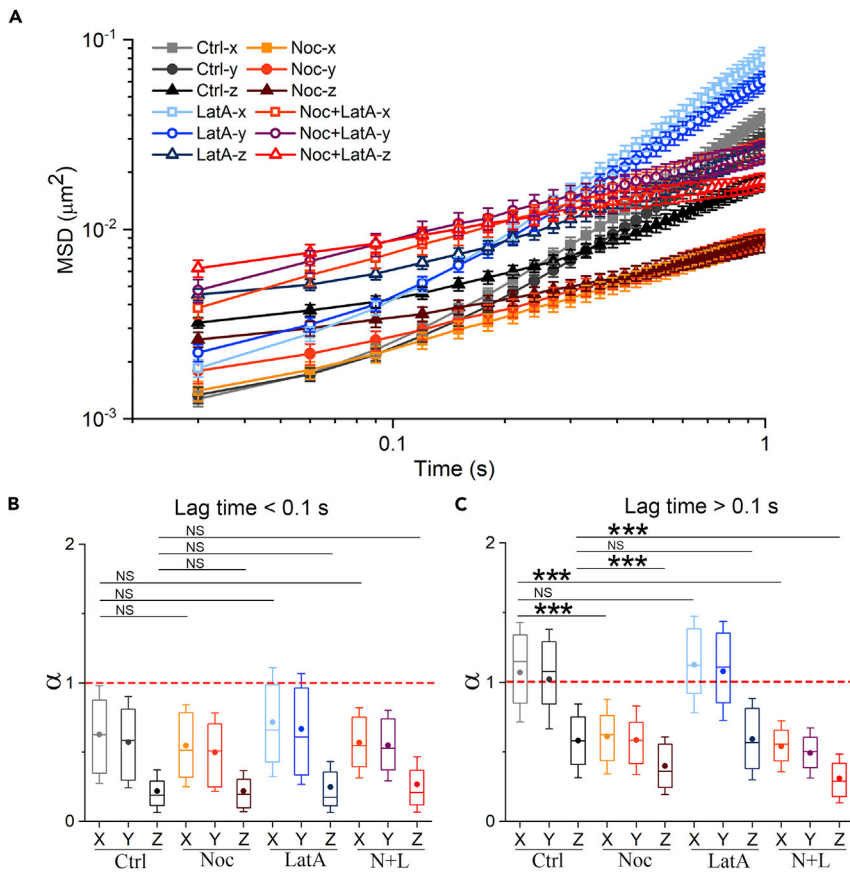 A
10⁻¹
10⁻²
10⁻³
MSD (μm²)
Ctrl-x
Ctrl-y
Ctrl-z
LatA-x
LatA-y
LatA-z
Noc-x
Noc-y
Noc-z
Noc+LatA-x
Noc+LatA-y
Noc+LatA-z
0.1
1
Time (s)
B
Lag time < 0.1 s
NS
NS
NS
NS
NS
NS
2
1
0
α
X Y Z X Y Z X Y Z X Y Z
Ctrl Noc LatA N+L
C
Lag time > 0.1 s
***
NS
***
***
NS
***
2
1
0
α
X Y Z X Y Z X Y Z X Y Z
Ctrl Noc LatA N+L